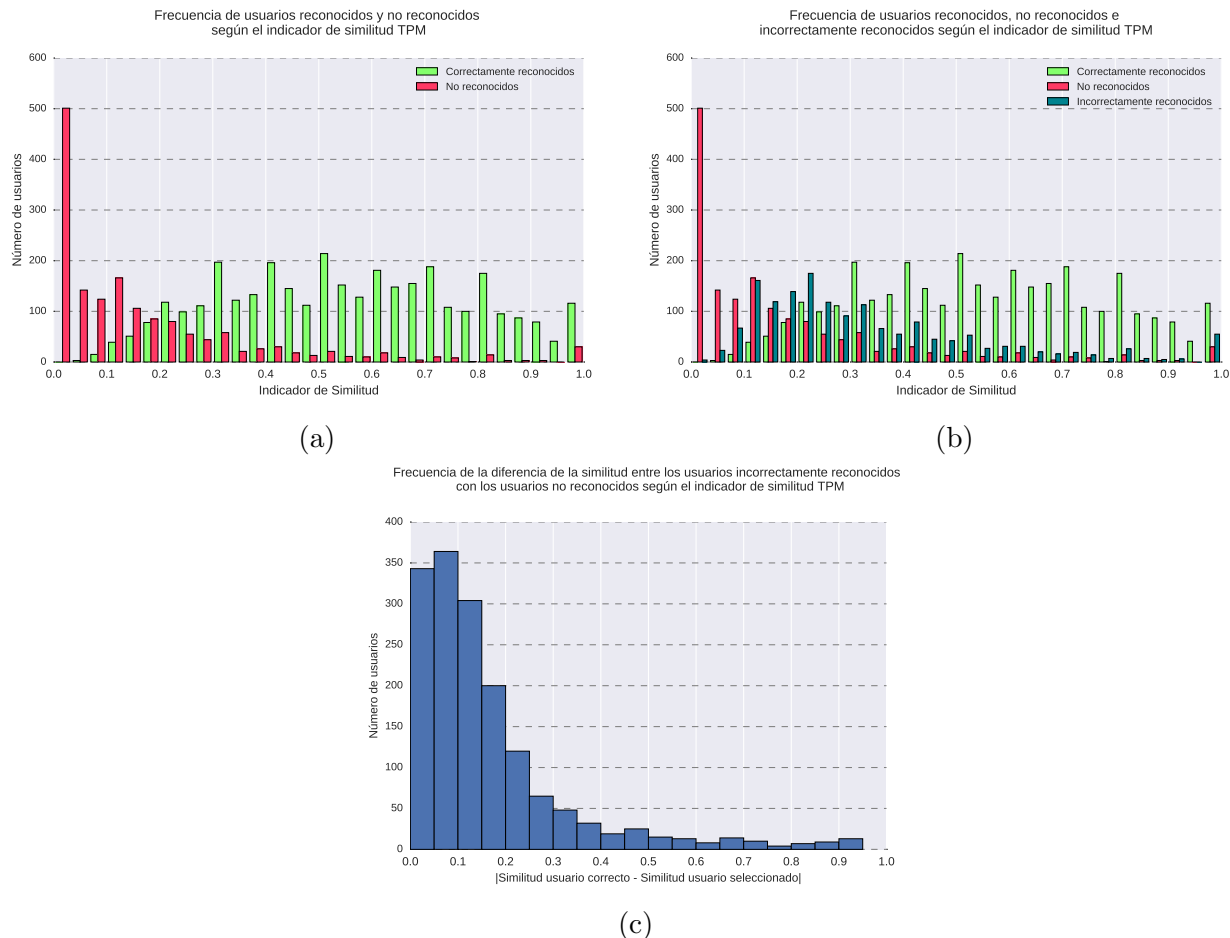 Frecuencia de usuarios reconocidos y no reconocidos
según el indicador de similitud TPM
600
500
400
300
200
100
0
Número de usuarios
Correctamente reconocidos
No reconocidos
0.0 0.1 0.2 0.3 0.4 0.5 0.6 0.7 0.8 0.9 1.0
Indicador de Similitud
(a)
Frecuencia de usuarios reconocidos, no reconocidos e
incorrectamente reconocidos según el indicador de similitud TPM
600
500
400
300
200
100
0
Número de usuarios
Correctamente reconocidos
No reconocidos
Incorrectamente reconocidos
0.0 0.1 0.2 0.3 0.4 0.5 0.6 0.7 0.8 0.9 1.0
Indicador de Similitud
(b)
Frecuencia de la diferencia de la similitud entre los usuarios incorrectamente reconocidos
con los usuarios no reconocidos según el indicador de similitud TPM
400
350
300
250
200
150
100
50
0
Número de usuarios
0.0 0.1 0.2 0.3 0.4 0.5 0.6 0.7 0.8 0.9 1.0
|Similitud usuario correcto - Similitud usuario seleccionado|
(c)